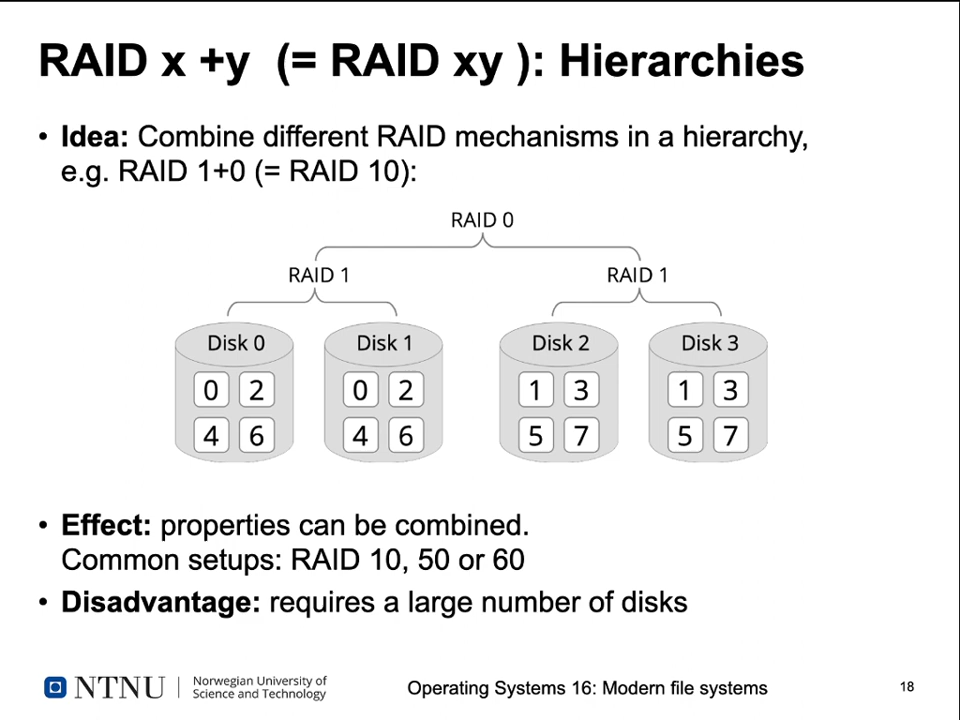 RAID x +y (= RAID xy ): Hierarchies
• Idea: Combine different RAID mechanisms in a hierarchy,
e.g. RAID 1+0 (= RAID 10):
RAID 0
RAID 1 RAID 1
Disk 0 Disk 1 Disk 2 Disk 3
0 2 0 2 1 3 1 3
4 6 4 6 5 7 5 7
• Effect: properties can be combined.
Common setups: RAID 10, 50 or 60
• Disadvantage: requires a large number of disks
NTNU
Norwegian University of
Science and Technology
Operating Systems 16: Modern file systems
18